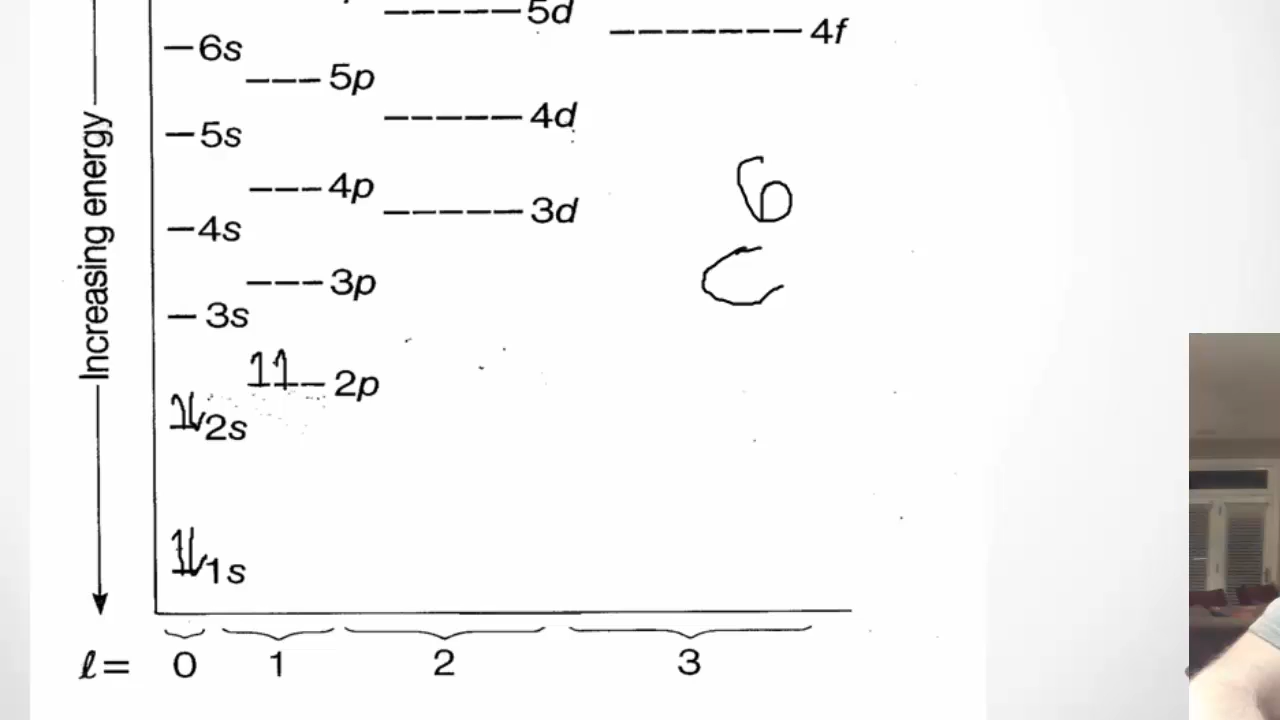 5d
4f
6s
5p
4d
5s
4p
3d
4s
6
C
3p
3s
2p
2s
1s
Increasing energy
ℓ= 0 1 2 3